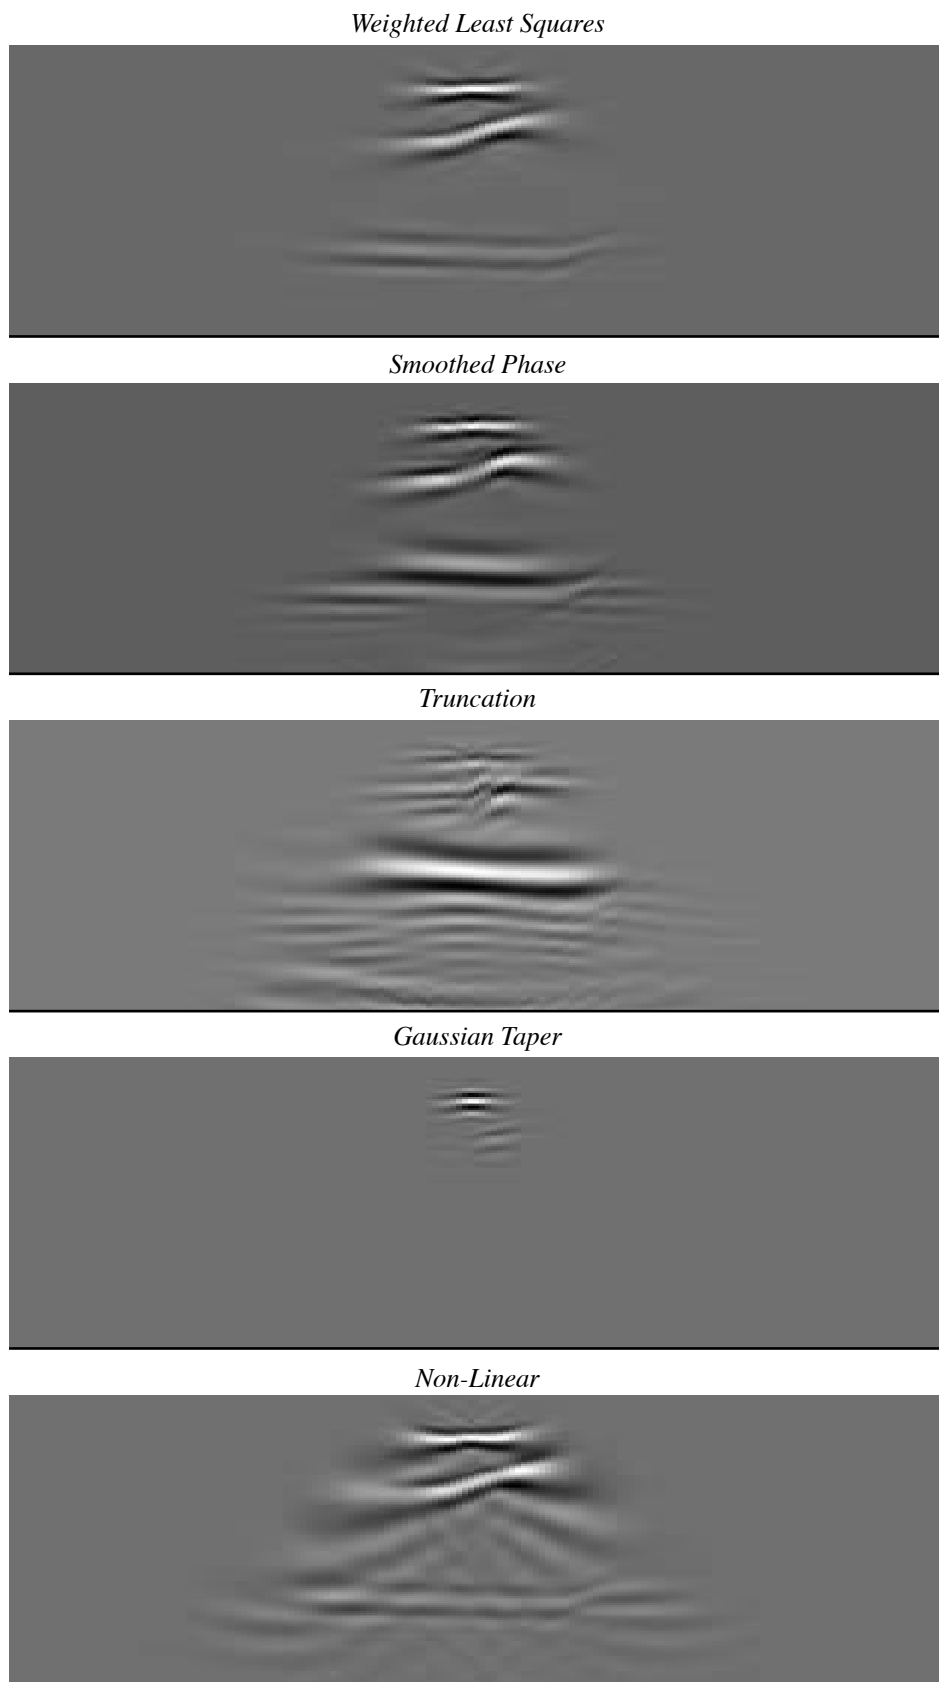 Weighted Least Squares
Smoothed Phase
Truncation
Gaussian Taper
Non-Linear